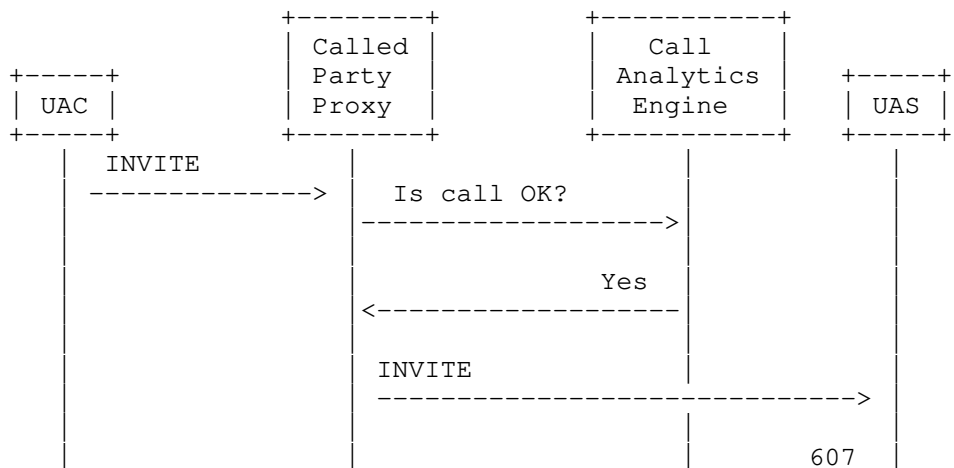 Called
Party
Proxy
Call
Analytics
Engine
UAC
UAS
INVITE
Is call OK?
Yes
INVITE
607